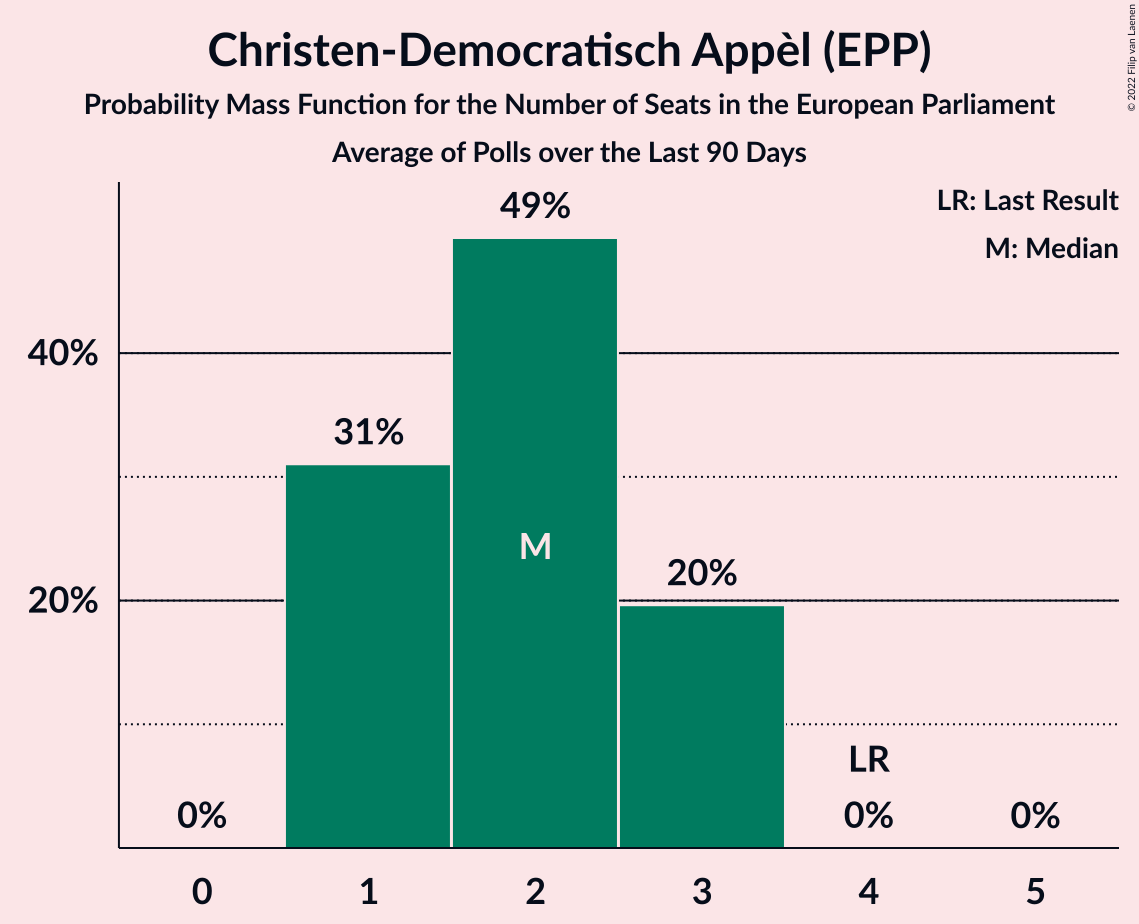 Christen-Democratisch Appèl (EPP)
Probability Mass Function for the Number of Seats in the European Parliament
Average of Polls over the Last 90 Days
© 2022 Filip van Laenen
LR: Last Result
M: Median
49%
40%
31%
M
20%
20%
LR
0%
0%
0%
0
1
2
3
4
5